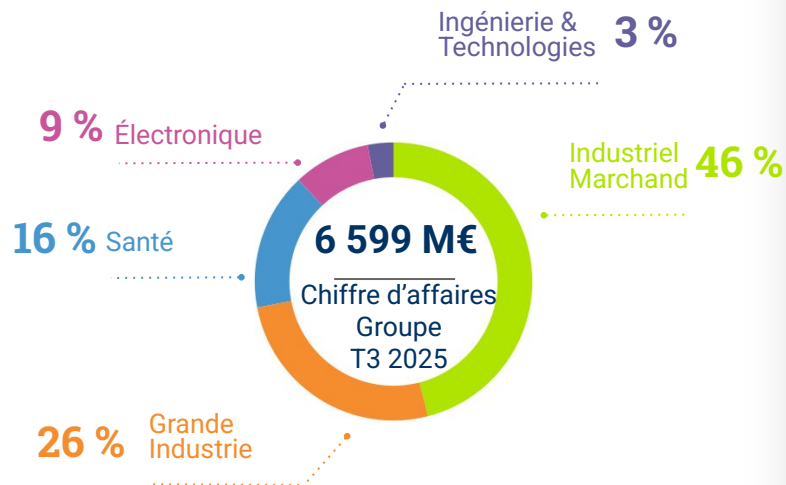 Ingénierie &
Technologies 3 %
9 % Électronique
Industriel
Marchand 46 %
16 % Santé
6 599 M€
Chiffre d’affaires
Groupe
T3 2025
26 % Grande
Industrie